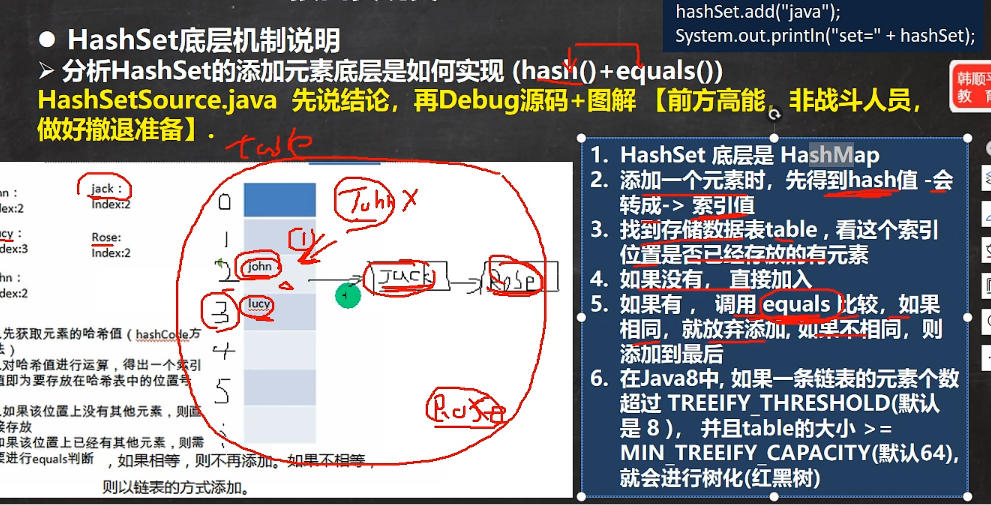 hashSet.add("java");
System.out.println("set=" + hashSet);
● HashSet底层机制说明
➢ 分析HashSet的添加元素底层是如何实现 (hash()+equals())
HashSetSource.java 先说结论，再Debug源码+图解 【前方高能，非战斗人员，
做好撤退准备】.
韩顺平
教育
table
jack：
Index:2
Index:3
Rose:
Index:2
Index:2
0
1
2
3
4
5
john
lucy
John X
(1)
Jack
Rose
Rose
先获取元素的哈希值（hashCode方
法）
对哈希值进行运算，得出一个索引
值即为要存放在哈希表中的位置号
如果该位置上没有其他元素，则直
接存放
如果该位置上已经有其他元素，则需
要进行equals判断 ，如果相等，则不再添加。如果不相等，
则以链表的方式添加。
1. HashSet 底层是 HashMap
2. 添加一个元素时，先得到hash值 -会
转成-> 索引值
3. 找到存储数据表table，看这个索引
位置是否已经存放的有元素
4. 如果没有， 直接加入
5. 如果有 ， 调用 equals 比较，如果
相同，就放弃添加, 如果不相同，则
添加到最后
6. 在Java8中, 如果一条链表的元素个数
超过 TREEIFY_THRESHOLD(默认
是 8 )， 并且table的大小 >=
MIN_TREEIFY_CAPACITY(默认64),
就会进行树化(红黑树)